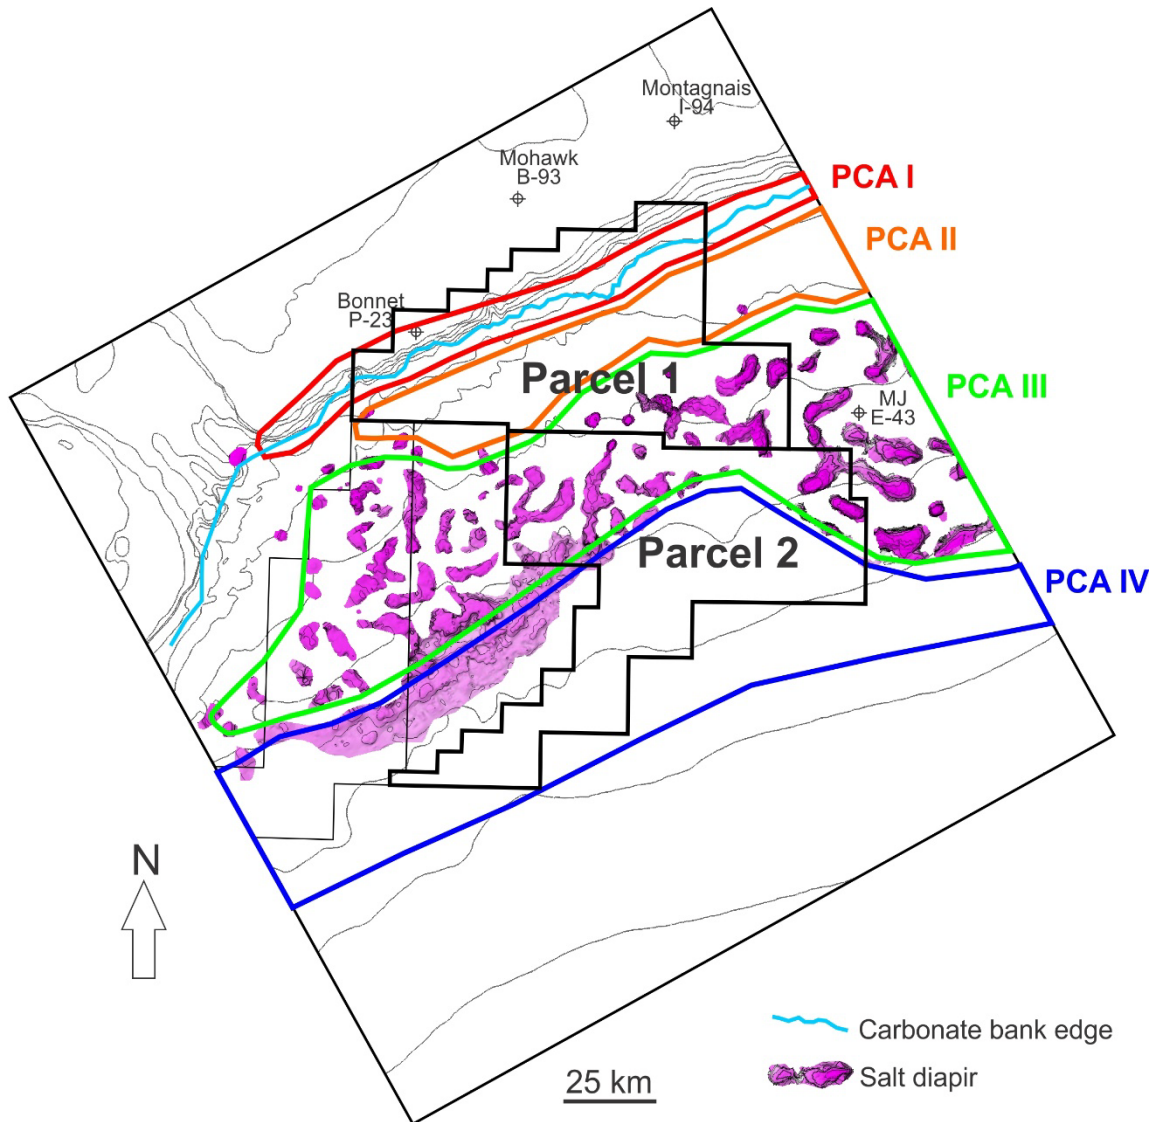 Montagnais
I-94
Mohawk
B-93
PCA I
PCA II
Bonnet
P-23
Parcel 1
PCA III
MJ
E-43
Parcel 2
PCA IV
N
Carbonate bank edge
25 km
Salt diapir